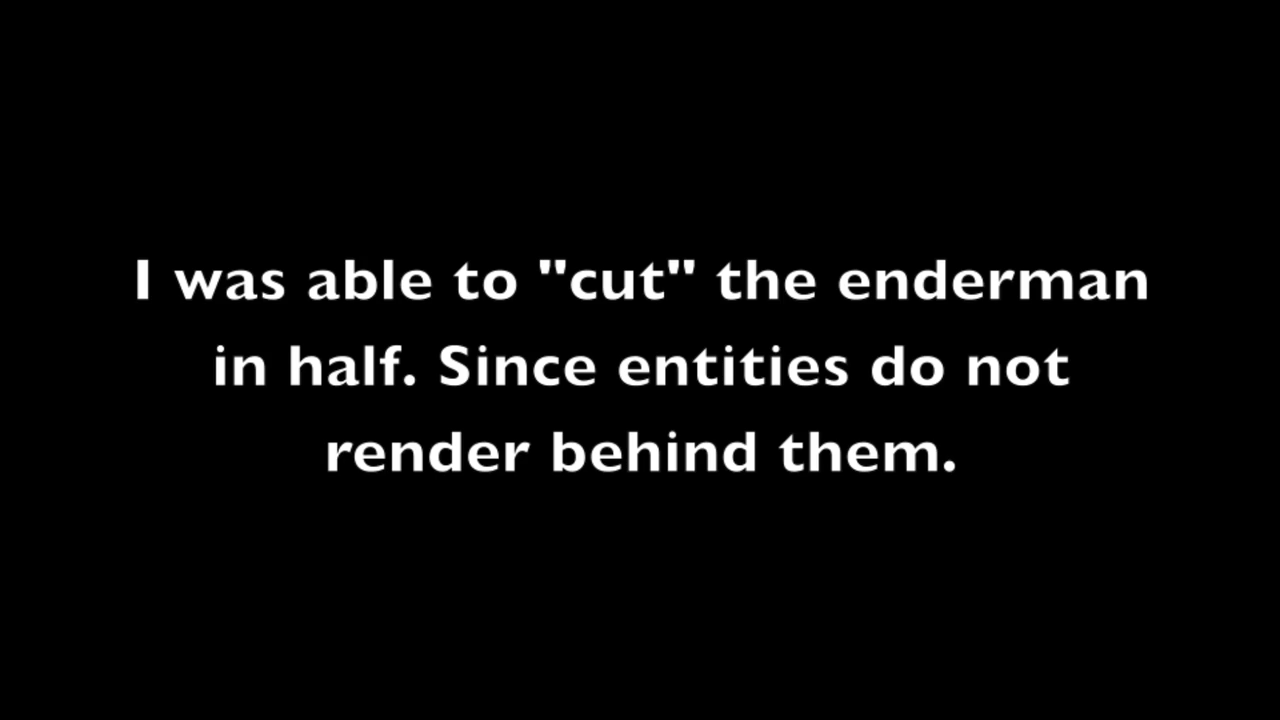 I was able to "cut" the enderman
in half. Since entities do not
render behind them.